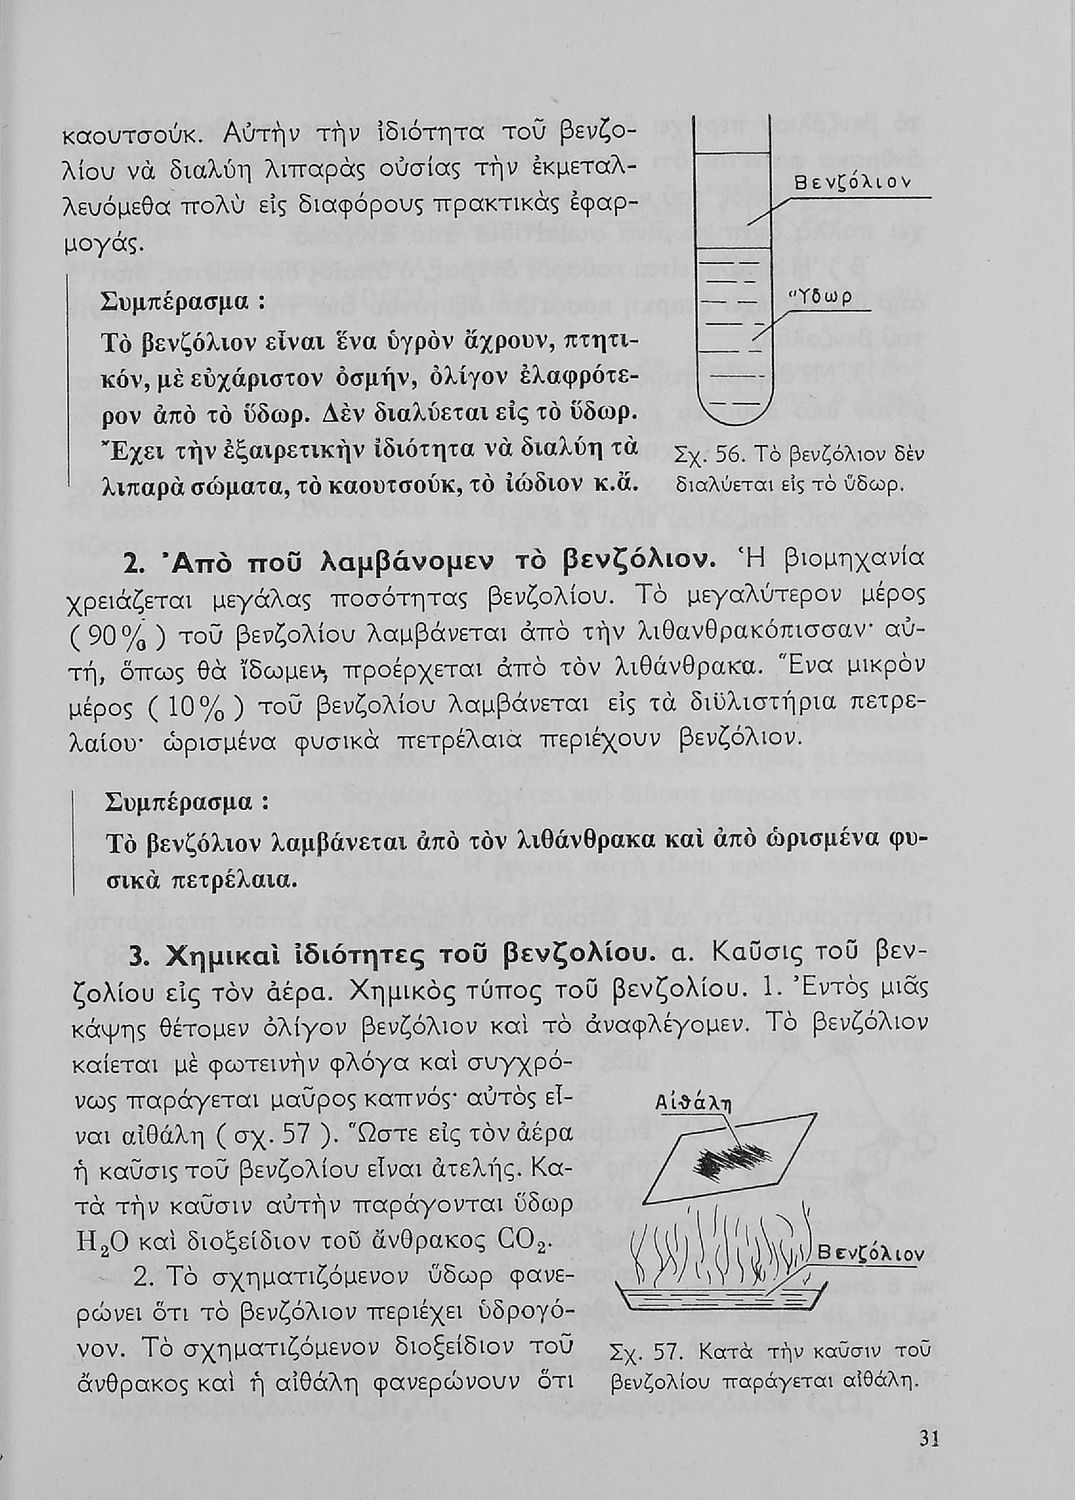 καουτσούκ. Αὐτὴν τὴν ἰδιότητα τοῦ βενζο-
λίου νὰ διαλύη λιπαρὰς οὐσίας τὴν ἐκμεταλ-
λευόμεθα πολὺ εἰς διαφόρους πρακτικὰς ἐφαρ-
μογάς.
Βενζόλιον
Ὕδωρ
Συμπέρασμα :
Τὸ βενζόλιον εἶναι ἕνα ὑγρὸν ἄχρουν, πτητι-
κόν, μὲ εὐχάριστον ὀσμήν, ὀλίγον ἐλαφρότε-
ρον ἀπὸ τὸ ὕδωρ. Δὲν διαλύεται εἰς τὸ ὕδωρ.
Ἔχει τὴν ἐξαιρετικὴν ἰδιότητα νὰ διαλύη τὰ
λιπαρὰ σώματα, τὸ καουτσούκ, τὸ ἰώδιον κ.ἄ.
Σχ. 56. Τὸ βενζόλιον δὲν
διαλύεται εἰς τὸ ὕδωρ.
2. Ἀπὸ ποῦ λαμβάνομεν τὸ βενζόλιον. Ἡ βιομηχανία
χρειάζεται μεγάλας ποσότητας βενζολίου. Τὸ μεγαλύτερον μέρος
( 90% ) τοῦ βενζολίου λαμβάνεται ἀπὸ τὴν λιθανθρακόπισσαν· αὐ-
τή, ὅπως θὰ ἴδωμεν, προέρχεται ἀπὸ τὸν λιθάνθρακα. Ἕνα μικρὸν
μέρος ( 10% ) τοῦ βενζολίου λαμβάνεται εἰς τὰ διϋλιστήρια πετρε-
λαίου· ὡρισμένα φυσικὰ πετρέλαια περιέχουν βενζόλιον.
Συμπέρασμα :
Τὸ βενζόλιον λαμβάνεται ἀπὸ τὸν λιθάνθρακα καὶ ἀπὸ ὡρισμένα φυ-
σικὰ πετρέλαια.
3. Χημικαὶ ἰδιότητες τοῦ βενζολίου. α. Καῦσις τοῦ βεν-
ζολίου εἰς τὸν ἀέρα. Χημικὸς τύπος τοῦ βενζολίου. 1. Ἐντὸς μιᾶς
κάψης θέτομεν ὀλίγον βενζόλιον καὶ τὸ ἀναφλέγομεν. Τὸ βενζόλιον
καίεται μὲ φωτεινὴν φλόγα καὶ συγχρό-
νως παράγεται μαῦρος καπνός· αὐτὸς εἶ-
ναι αἰθάλη ( σχ. 57 ). Ὥστε εἰς τὸν ἀέρα
ἡ καῦσις τοῦ βενζολίου εἶναι ἀτελής. Κα-
τὰ τὴν καῦσιν αὐτὴν παράγονται ὕδωρ
H₂O καὶ διοξείδιον τοῦ ἄνθρακος CO₂.
2. Τὸ σχηματιζόμενον ὕδωρ φανε-
ρώνει ὅτι τὸ βενζόλιον περιέχει ὑδρογό-
νον. Τὸ σχηματιζόμενον διοξείδιον τοῦ
ἄνθρακος καὶ ἡ αἰθάλη φανερώνουν ὅτι
Αἰθάλη
Βενζόλιον
Σχ. 57. Κατὰ τὴν καῦσιν τοῦ
βενζολίου παράγεται αἰθάλη.
31